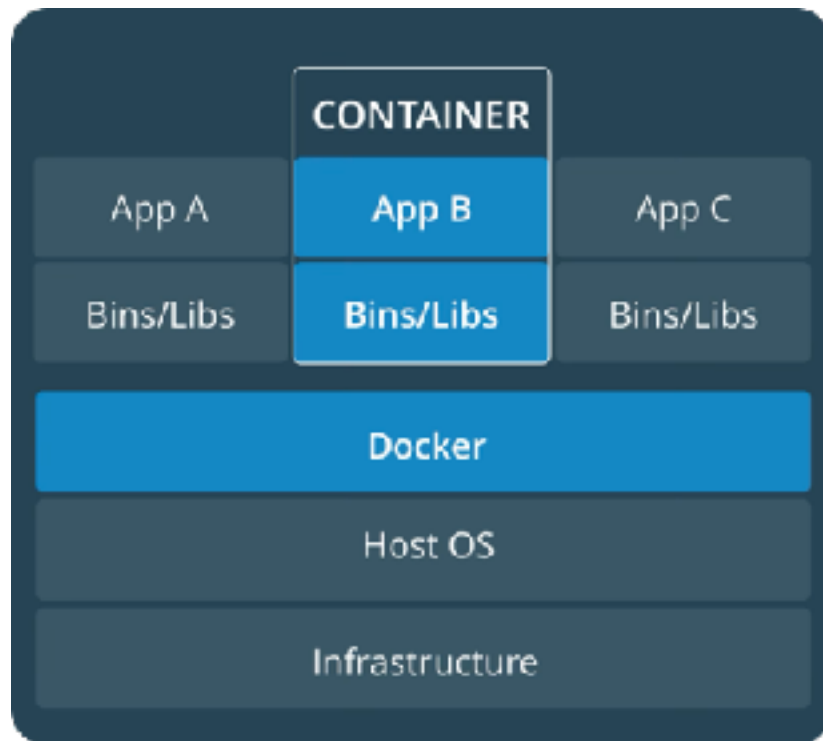 CONTAINER
App A App B App C
Bins/Libs Bins/Libs Bins/Libs
Docker
Host OS
Infrastructure